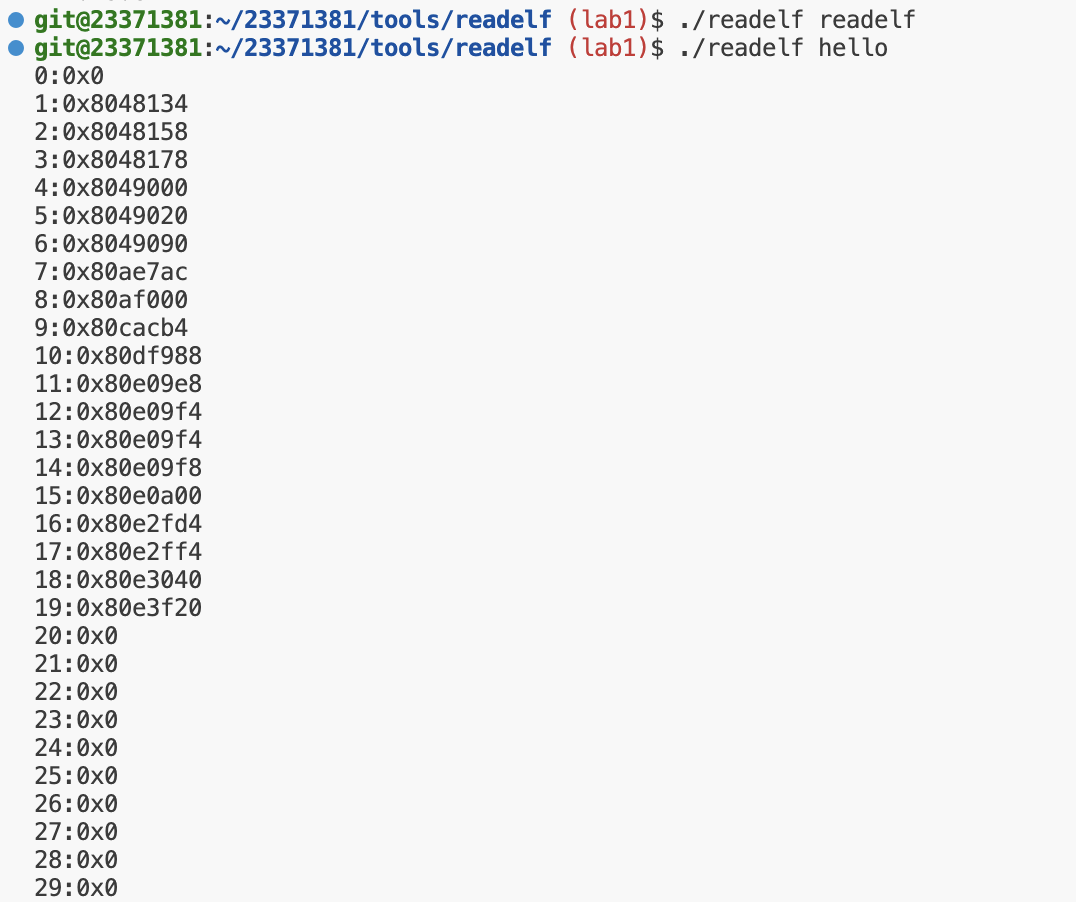 git@23371381:~/23371381/tools/readelf (lab1)$ ./readelf readelf
git@23371381:~/23371381/tools/readelf (lab1)$ ./readelf hello
0:0x0
1:0x8048134
2:0x8048158
3:0x8048178
4:0x8049000
5:0x8049020
6:0x8049090
7:0x80ae7ac
8:0x80af000
9:0x80cacb4
10:0x80df988
11:0x80e09e8
12:0x80e09f4
13:0x80e09f4
14:0x80e09f8
15:0x80e0a00
16:0x80e2fd4
17:0x80e2ff4
18:0x80e3040
19:0x80e3f20
20:0x0
21:0x0
22:0x0
23:0x0
24:0x0
25:0x0
26:0x0
27:0x0
28:0x0
29:0x0